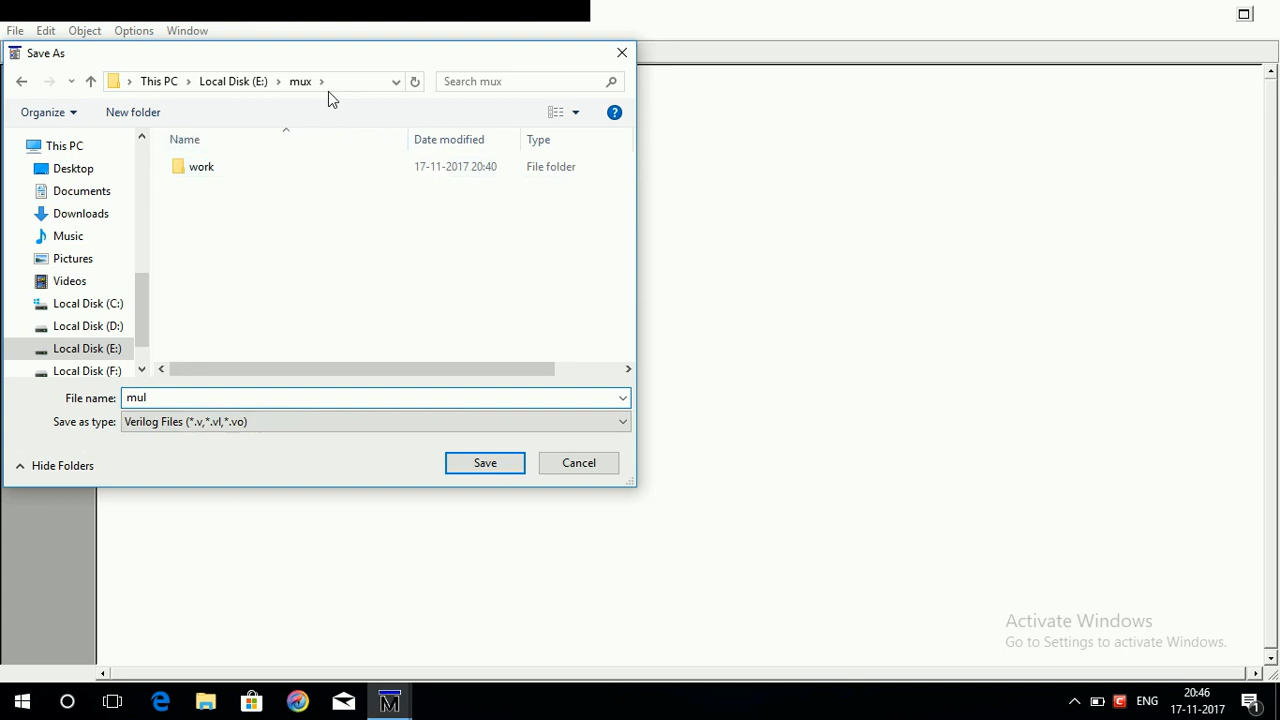 File Edit Object Options Window
Save As
This PC Local Disk (E:) mux Search mux
Organize New folder
Name Date modified Type
work 17-11-2017 20:40 File folder
This PC
Desktop
Documents
Downloads
Music
Pictures
Videos
Local Disk (C:)
Local Disk (D:)
Local Disk (E:)
Local Disk (F:)
File name: mul
Save as type: Verilog Files (*.v,*.vl,*.vo)
Hide Folders Save Cancel
Activate Windows
Go to Settings to activate Windows.
ENG 20:46
17-11-2017
1